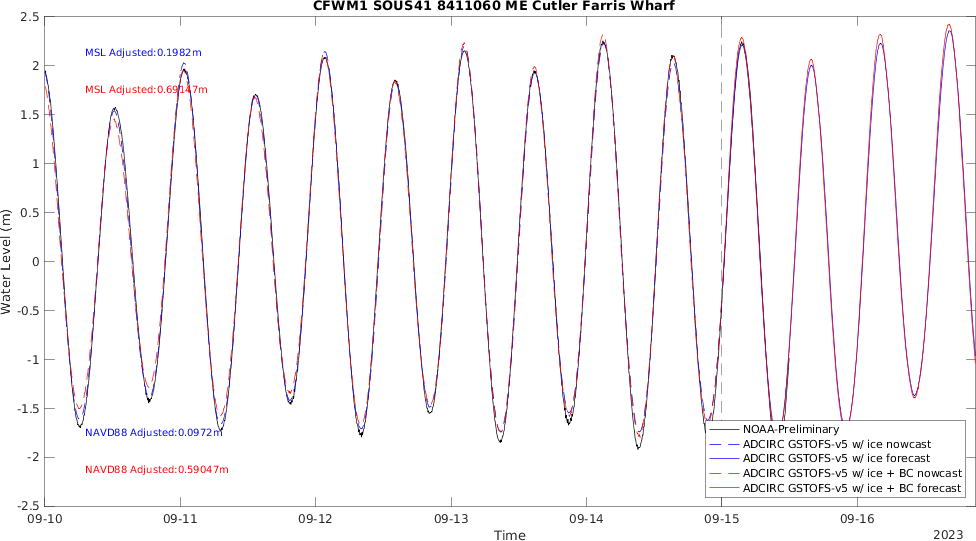 CFWM1 SOUS41 8411060 ME Cutler Farris Wharf
2.5
2
1.5
1
0.5
0
-0.5
-1
-1.5
-2
-2.5
Water Level (m)
MSL Adjusted:0.1982m
MSL Adjusted:0.69147m
NAVD88 Adjusted:0.0972m
NAVD88 Adjusted:0.59047m
NOAA-Preliminary
ADCIRC GSTOFS-v5 w/ ice nowcast
ADCIRC GSTOFS-v5 w/ ice forecast
ADCIRC GSTOFS-v5 w/ ice + BC nowcast
ADCIRC GSTOFS-v5 w/ ice + BC forecast
09-10 09-11 09-12 09-13 09-14 09-15 09-16
Time
2023